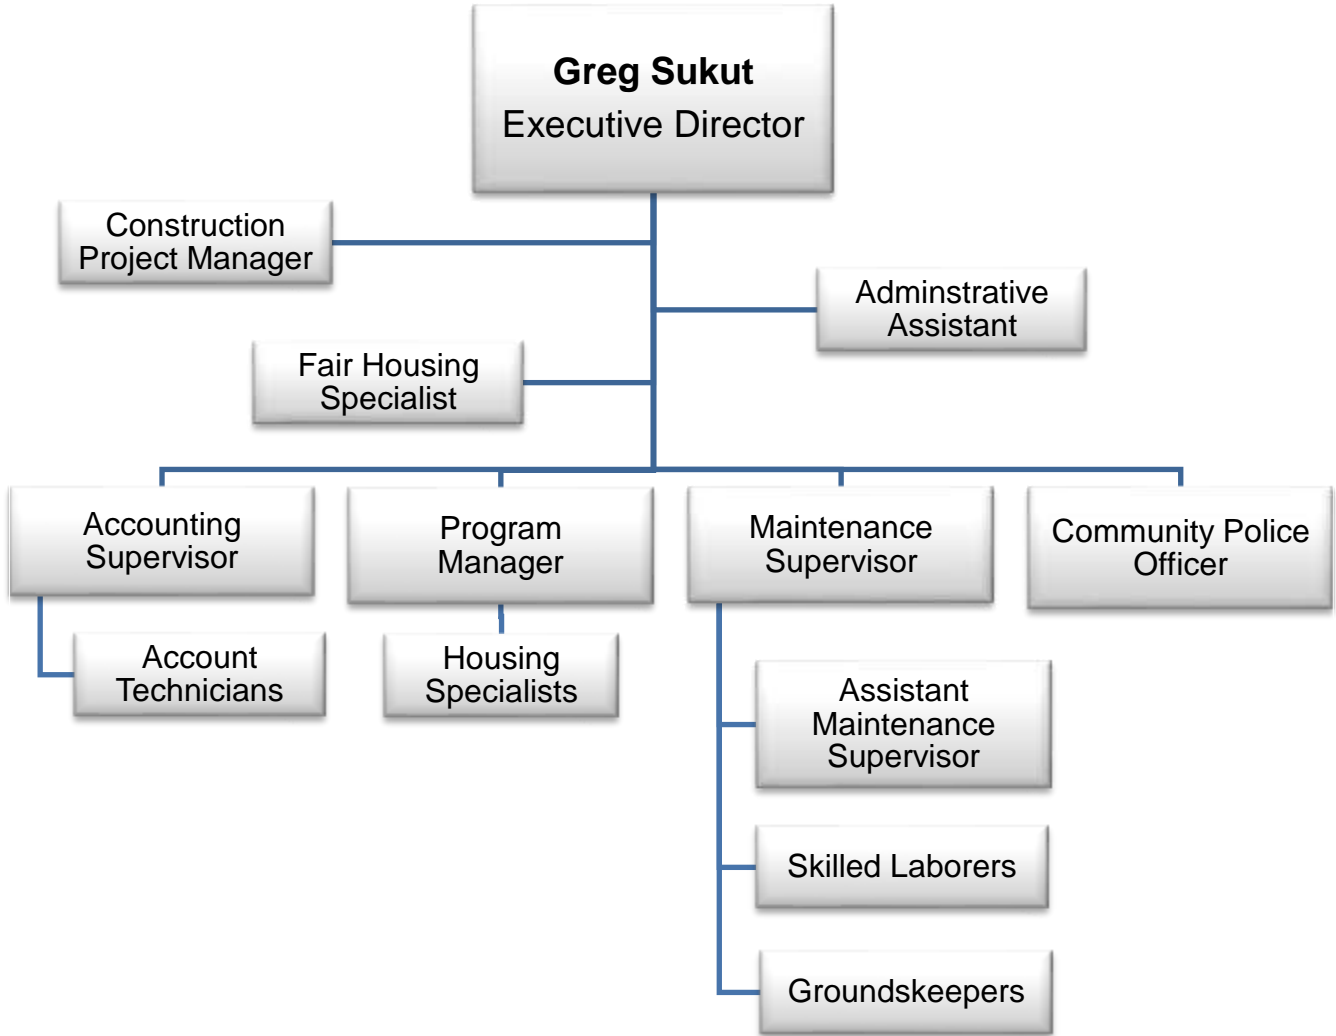 Greg Sukut
Executive Director
Construction
Project Manager
Adminstrative
Assistant
Fair Housing
Specialist
Accounting
Supervisor
Program
Manager
Maintenance
Supervisor
Community Police
Officer
Account
Technicians
Housing
Specialists
Assistant
Maintenance
Supervisor
Skilled Laborers
Groundskeepers